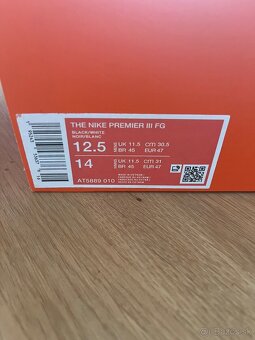 THE NIKE PREMIER III FG
BLACK/WHITE
NOIR/BLANC
12.5 UK 11.5 CM 30.5
BR 45 EUR 47
14 UK 11.5 CM 31
BR 45 EUR 47
AT5889 010